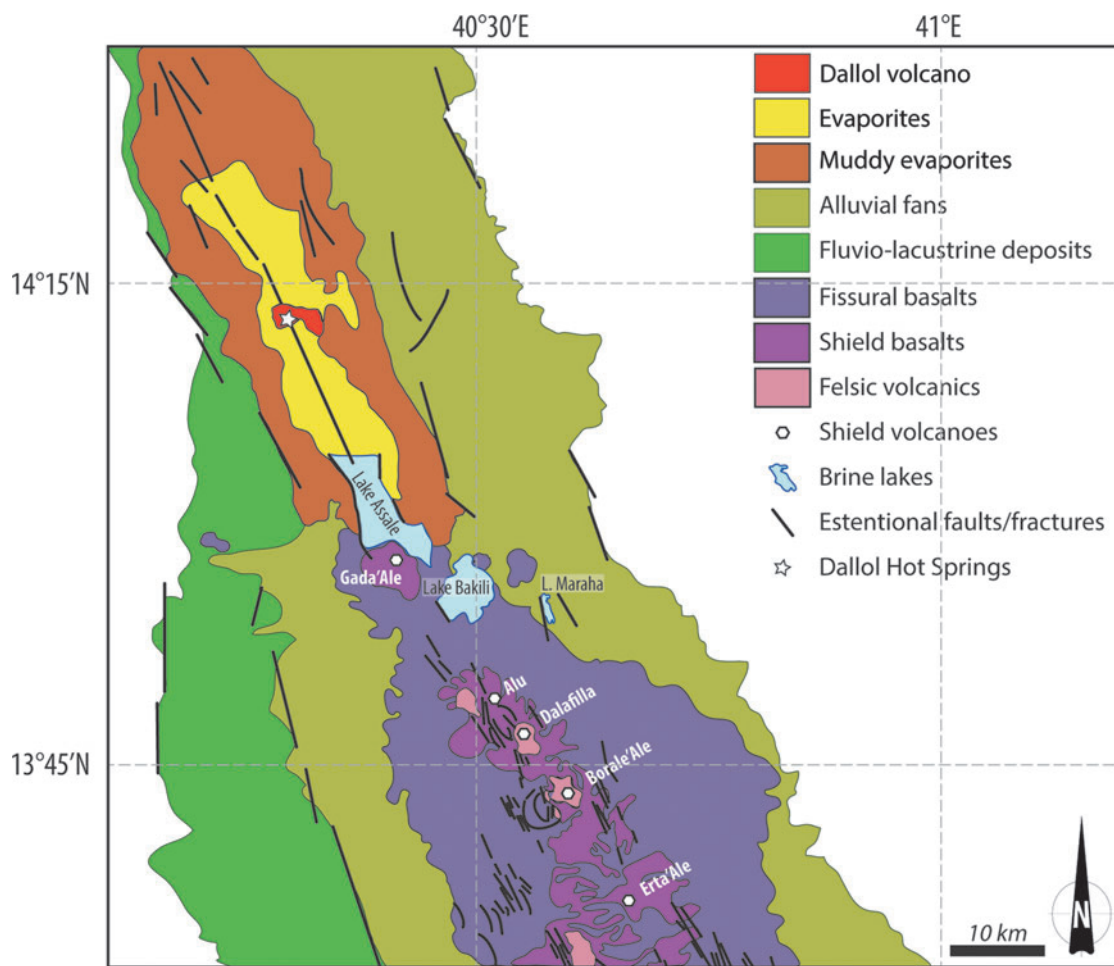 40°30'E
41°E
Dallol volcano
Evaporites
Muddy evaporites
Alluvial fans
Fluvio-lacustrine deposits
14°15'N
Fissural basalts
Shield basalts
Felsic volcanics
Shield volcanoes
Brine lakes
Estentional faults/fractures
Dallol Hot Springs
Lake Assale
Gada'Ale
Lake Bakili
L. Maraha
Alu
Dalafilla
13°45'N
Borale'Ale
Erta'Ale
N
10 km